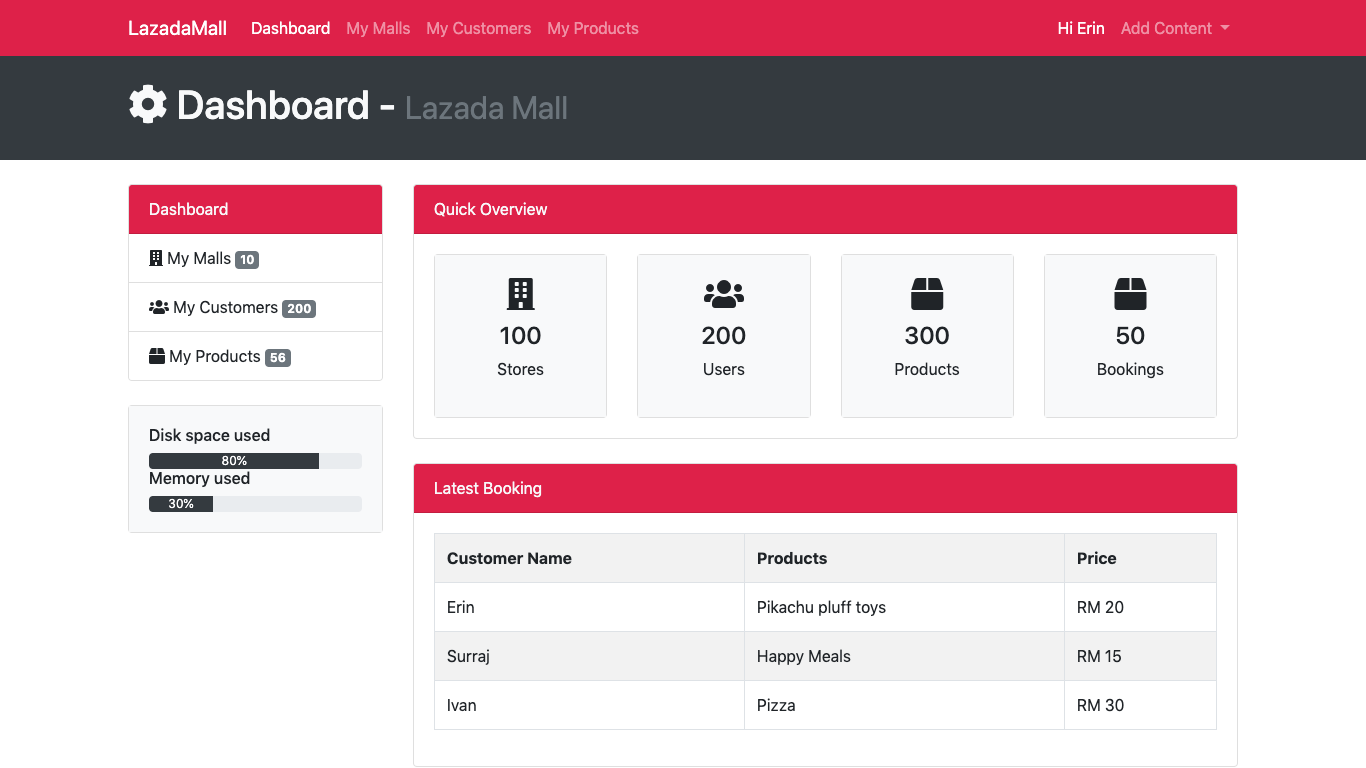 LazadaMall Dashboard My Malls My Customers My Products Hi Erin Add Content
Dashboard - Lazada Mall
Dashboard
My Malls 10
My Customers 200
My Products 56
Disk space used
80%
Memory used
30%
Quick Overview
100 200 300 50
Stores Users Products Bookings
Latest Booking
Customer Name Products Price
Erin Pikachu pluff toys RM 20
Surraj Happy Meals RM 15
Ivan Pizza RM 30